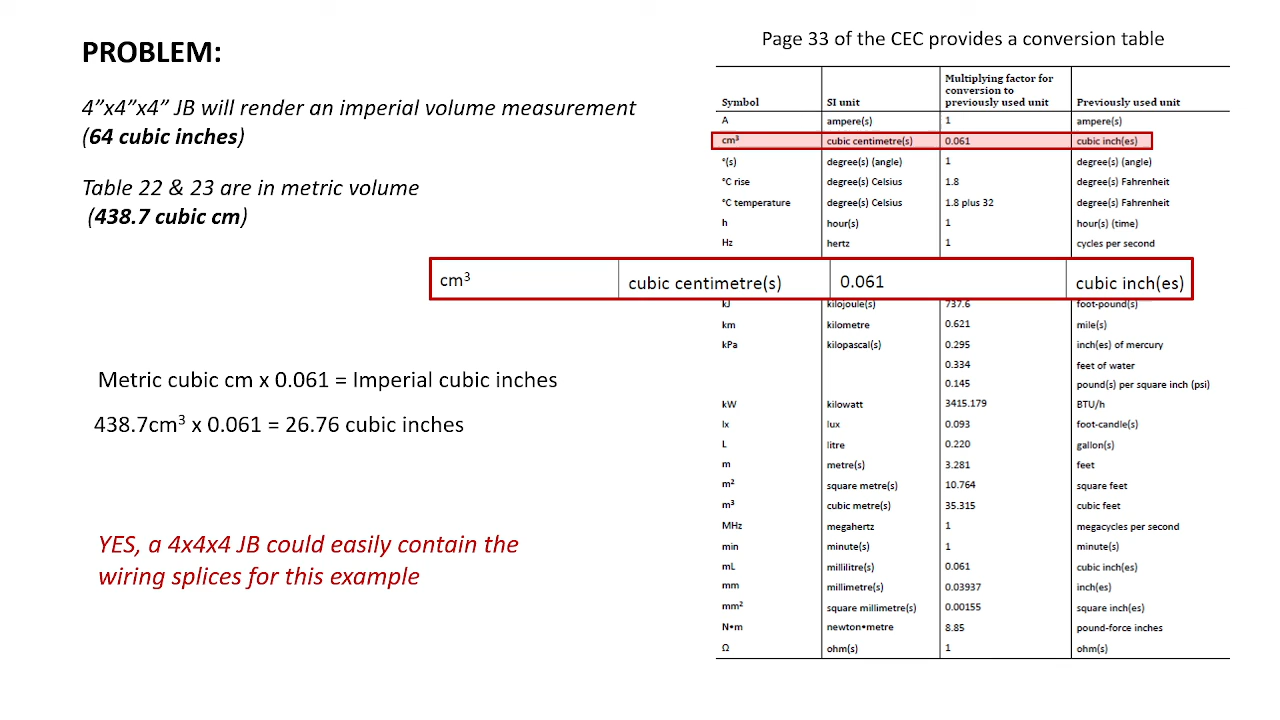 PROBLEM:
4”x4”x4” JB will render an imperial volume measurement
(64 cubic inches)
Table 22 & 23 are in metric volume
(438.7 cubic cm)
Metric cubic cm x 0.061 = Imperial cubic inches
438.7cm³ x 0.061 = 26.76 cubic inches
YES, a 4x4x4 JB could easily contain the
wiring splices for this example
Page 33 of the CEC provides a conversion table
Symbol SI unit Multiplying factor for conversion to previously used unit Previously used unit
A ampere(s) 1 ampere(s)
cm³ cubic centimetre(s) 0.061 cubic inch(es)
°(s) degree(s) (angle) 1 degree(s) (angle)
°C rise degree(s) Celsius 1.8 degree(s) Fahrenheit
°C temperature degree(s) Celsius 1.8 plus 32 degree(s) Fahrenheit
h hour(s) 1 hour(s) (time)
Hz hertz 1 cycles per second
cm³ cubic centimetre(s) 0.061 cubic inch(es)
kJ kilojoule(s) 737.6 foot-pound(s)
km kilometre 0.621 mile(s)
kPa kilopascal(s) 0.295 inch(es) of mercury
0.334 feet of water
0.145 pound(s) per square inch (psi)
kW kilowatt 3415.179 BTU/h
lx lux 0.093 foot-candle(s)
L litre 0.220 gallon(s)
m metre(s) 3.281 feet
m² square metre(s) 10.764 square feet
m³ cubic metre(s) 35.315 cubic feet
MHz megahertz 1 megacycles per second
min minute(s) 1 minute(s)
mL millilitre(s) 0.061 cubic inch(es)
mm millimetre(s) 0.03937 inch(es)
mm² square millimetre(s) 0.00155 square inch(es)
N•m newton•metre 8.85 pound-force inches
Ω ohm(s) 1 ohm(s)